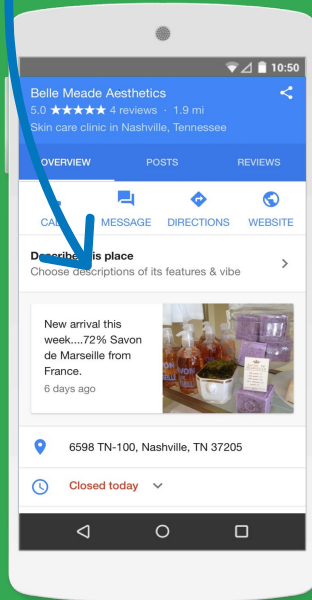 10:50
Belle Meade Aesthetics
5.0 ★★★★★ 4 reviews · 1.9 mi
Skin care clinic in Nashville, Tennessee
OVERVIEW POSTS REVIEWS
MESSAGE DIRECTIONS WEBSITE
place
Choose descriptions of its features & vibe
New arrival this
week....72% Savon
de Marseille from
France.
6 days ago
6598 TN-100, Nashville, TN 37205
Closed today